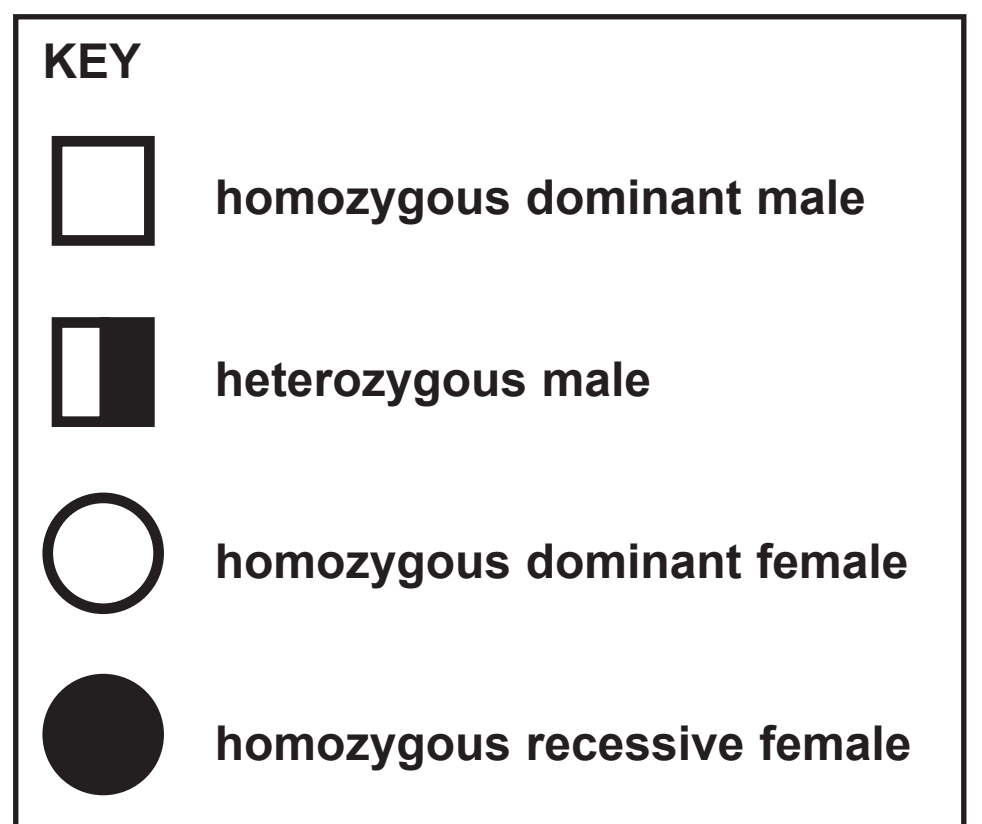 KEY
homozygous dominant male
heterozygous male
homozygous dominant female
homozygous recessive female